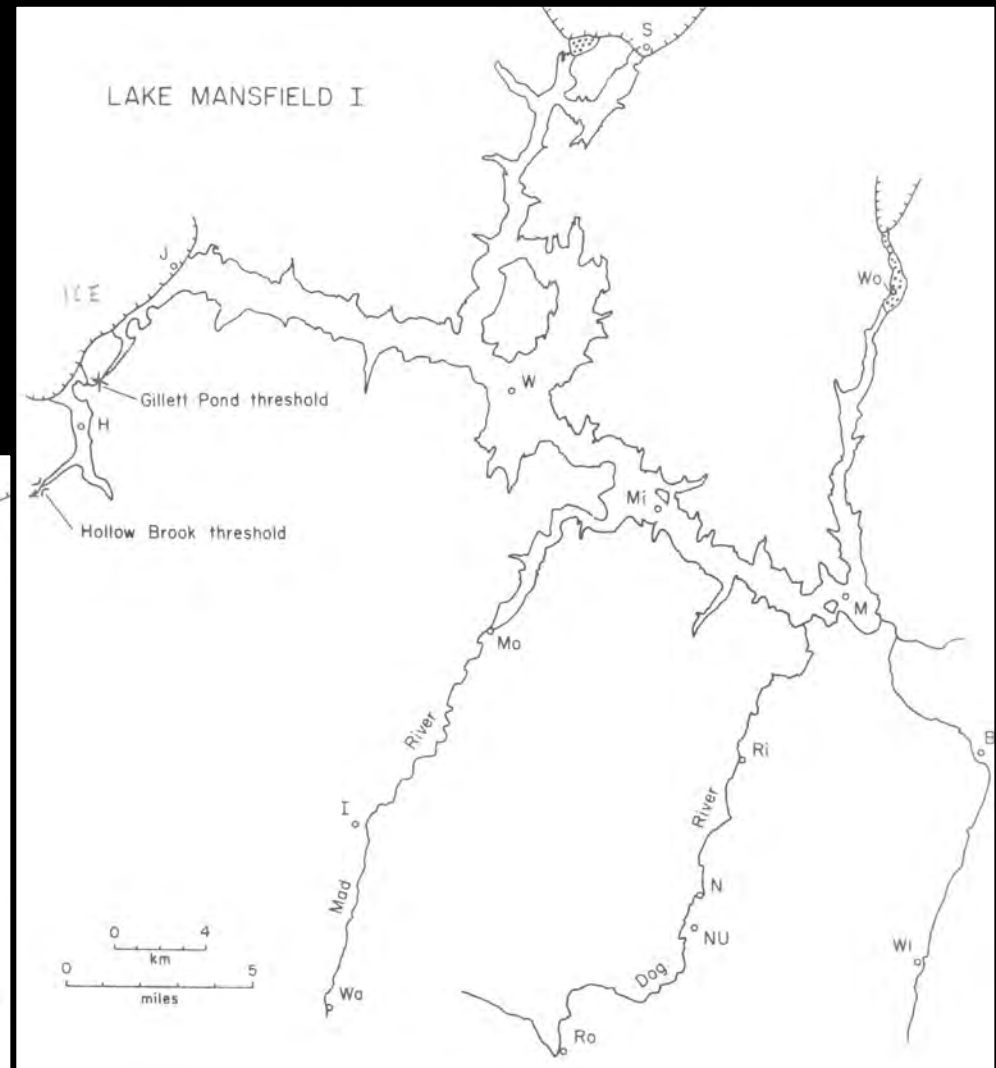 S
LAKE MANSFIELD I
J
ICE
Wo
W
Gillett Pond threshold
H
Mi
Hollow Brook threshold
M
Mo
B
River
Ri
I
River
Mad
N
NU
0 4
km
0 5
miles
Wi
Dog
Wa
Ro